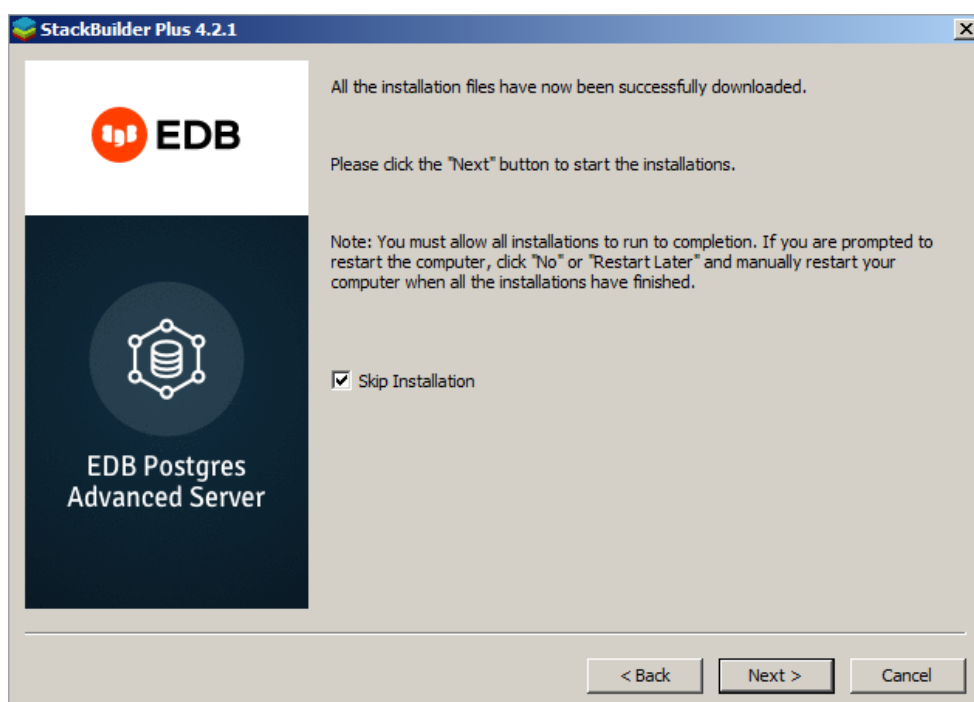 StackBuilder Plus 4.2.1
EDB
EDB Postgres
Advanced Server
All the installation files have now been successfully downloaded.
Please click the "Next" button to start the installations.
Note: You must allow all installations to run to completion. If you are prompted to
restart the computer, click "No" or "Restart Later" and manually restart your
computer when all the installations have finished.
Skip Installation
< Back
Next >
Cancel